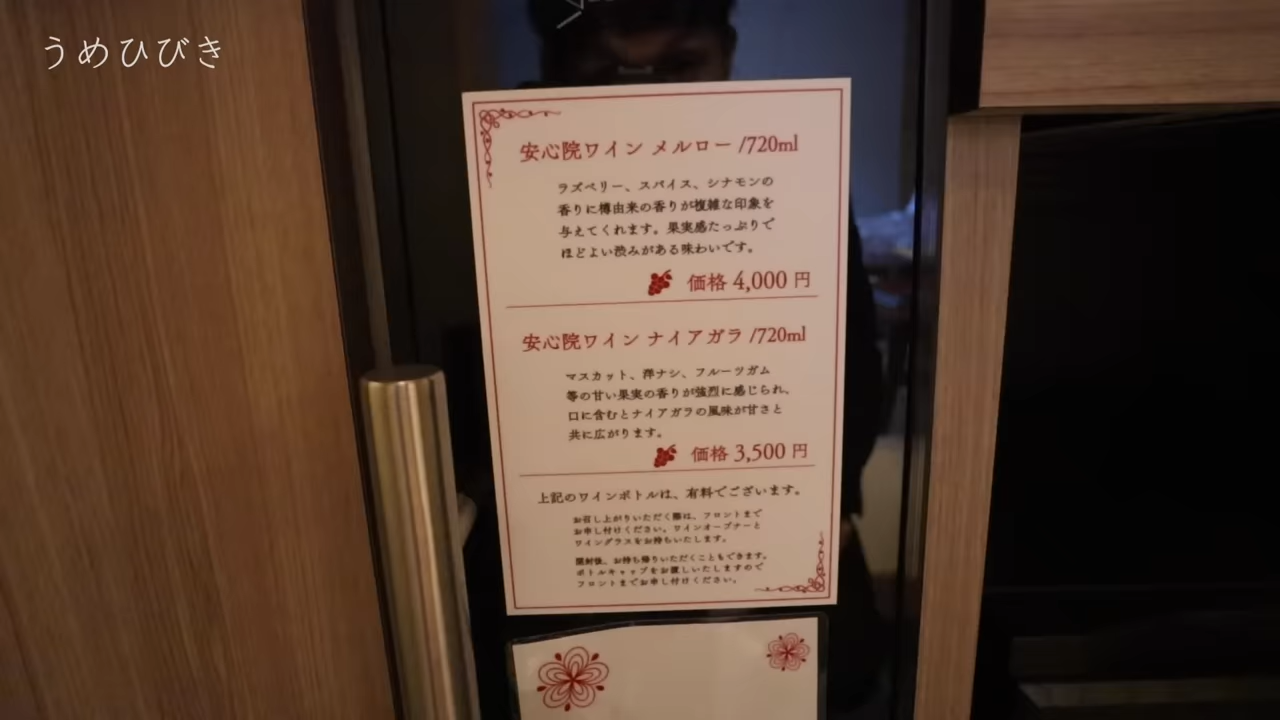 うめひびき
安心院ワイン メルロー /720ml
ラズベリー、スパイス、シナモンの
香りに樽由来の香りが複雑な印象を
与えてくれます。果実感たっぷりで
ほどよい渋みがある味わいです。
価格 4,000 円
安心院ワイン ナイアガラ /720ml
マスカット、洋ナシ、フルーツガム
等の甘い果実の香りが強烈に感じられ、
口に含むとナイアガラの風味が甘さと
共に広がります。
価格 3,500 円
上記のワインボトルは、有料でございます。
お召し上がりいただく際は、フロントまで
お申し付けください。ワインオープナーと
ワイングラスをお持ちいたします。
開封後、お持ち帰りいただくこともできます。
ボトルキャップをお渡しいたしますので
フロントまでお申し付けください。